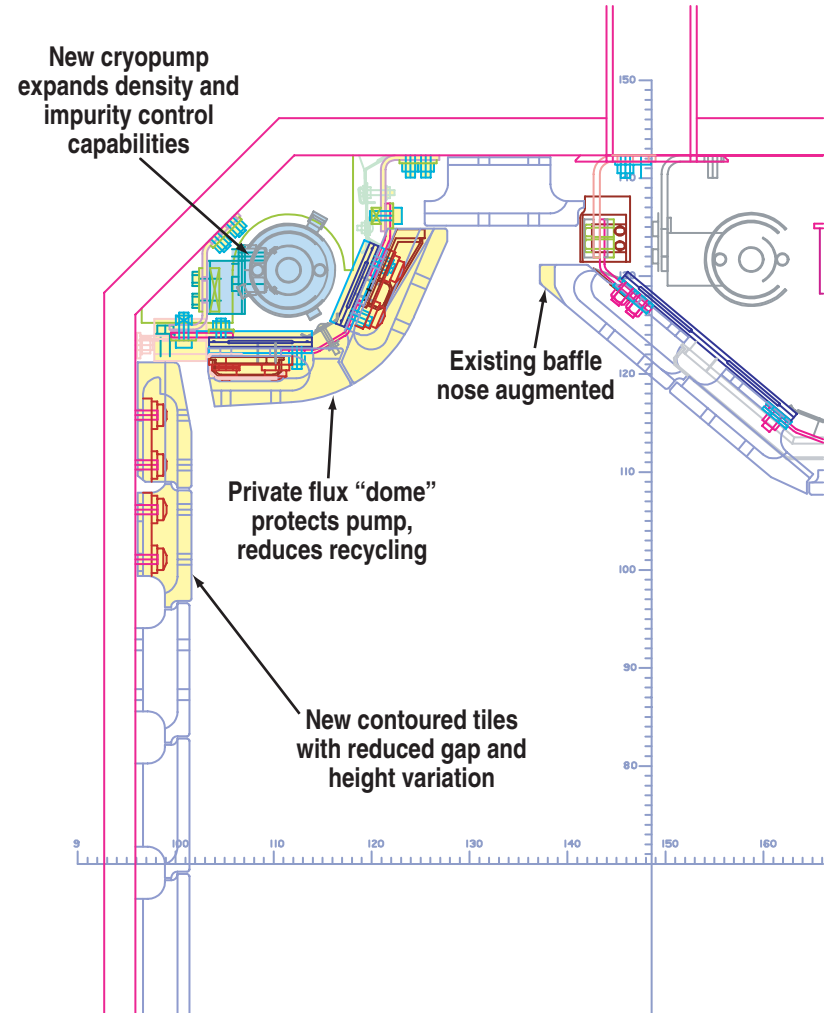 New cryopump
expands density and
impurity control
capabilities
150
Existing baffle
nose augmented
120
Private flux “dome”
protects pump,
reduces recycling
110
100
90
New contoured tiles
with reduced gap and
height variation
80
9
100
110
120
130
140
150
160